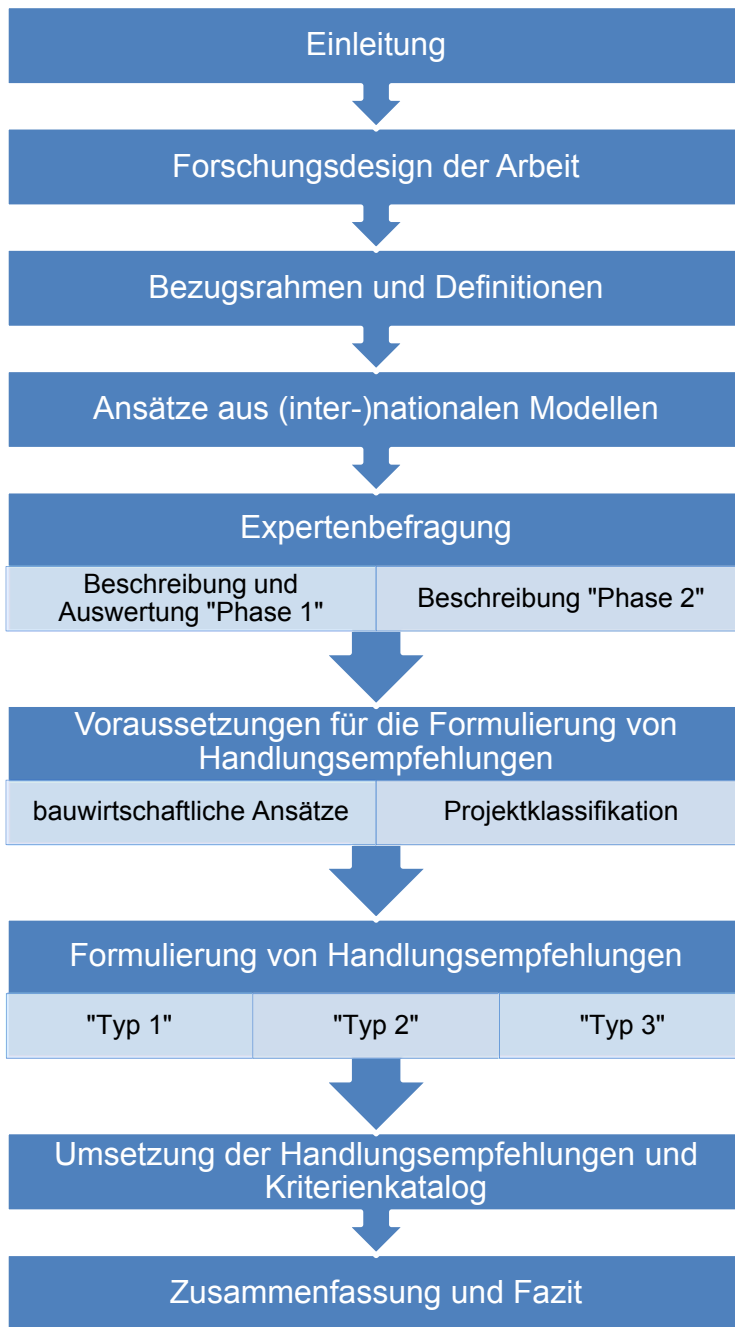 Einleitung
Forschungsdesign der Arbeit
Bezugsrahmen und Definitionen
Ansätze aus (inter-)nationalen Modellen
Expertenbefragung
Beschreibung und
Auswertung "Phase 1"
Beschreibung "Phase 2"
Voraussetzungen für die Formulierung von
Handlungsempfehlungen
bauwirtschaftliche Ansätze
Projektklassifikation
Formulierung von Handlungsempfehlungen
"Typ 1"
"Typ 2"
"Typ 3"
Umsetzung der Handlungsempfehlungen und
Kriterienkatalog
Zusammenfassung und Fazit